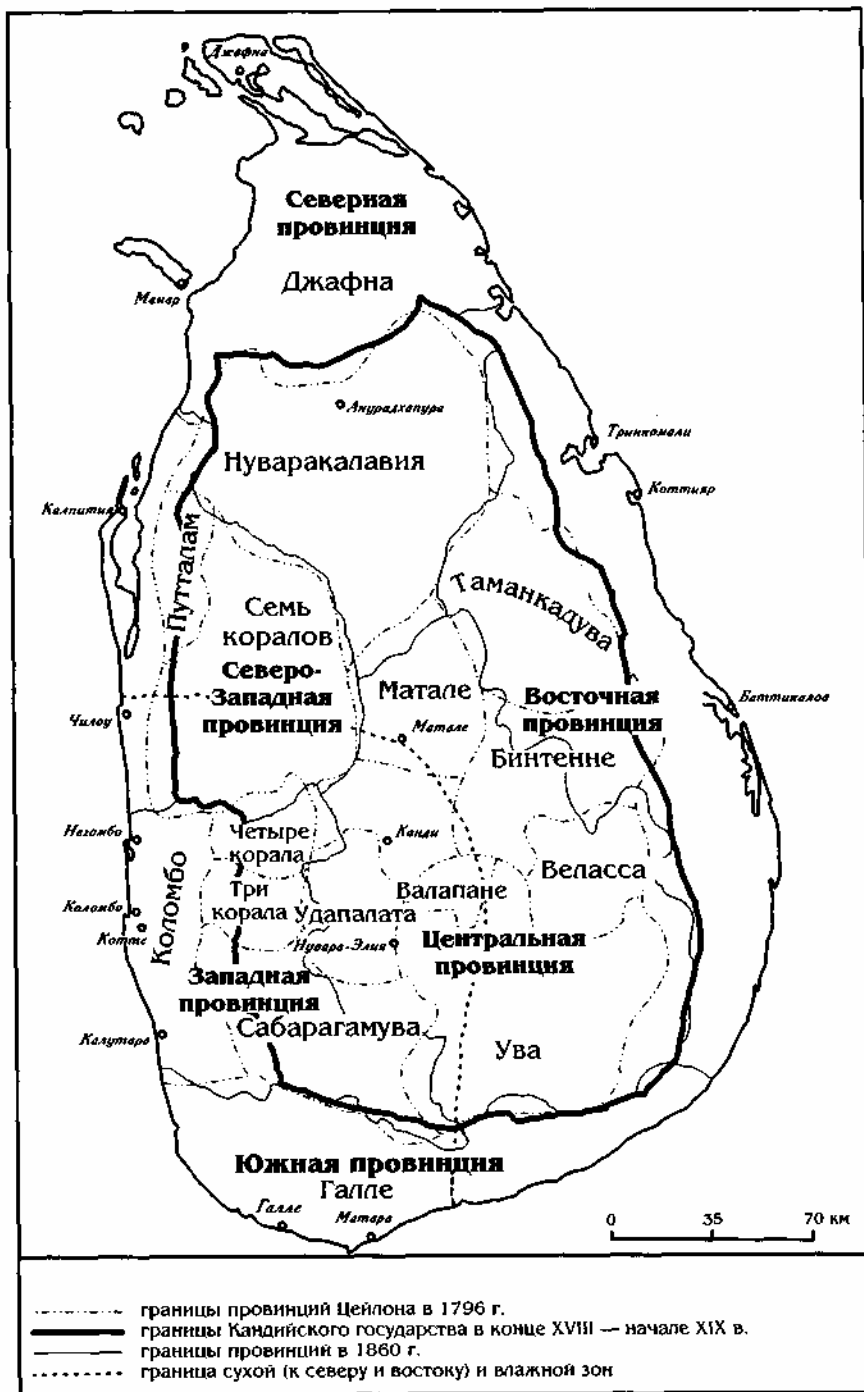 Джафна
Северная
провинция
Джафна
Манар
Анурадхапура
Тринкомали
Нуваракалавия
Коттияр
Калпития
Путталам
Таманкадува
Семь
коралов
Северо-
Западная
провинция
Матале
Восточная
провинция
Баттикалоа
Чилоу
Матале
Бинтенне
Негомбо
Четыре
корала
Канди
Веласса
Валапане
Коломбо
Три
корала
Удапалата
Коломбо
Котте
Нувара-Элия
Центральная
провинция
Западная
провинция
Сабарагамува
Калутара
Ува
Южная провинция
Галле
Галле
Матара
0 35 70 км
границы провинций Цейлона в 1796 г.
границы Кандийского государства в конце XVIII — начале XIX в.
границы провинций в 1860 г.
граница сухой (к северу и востоку) и влажной зон